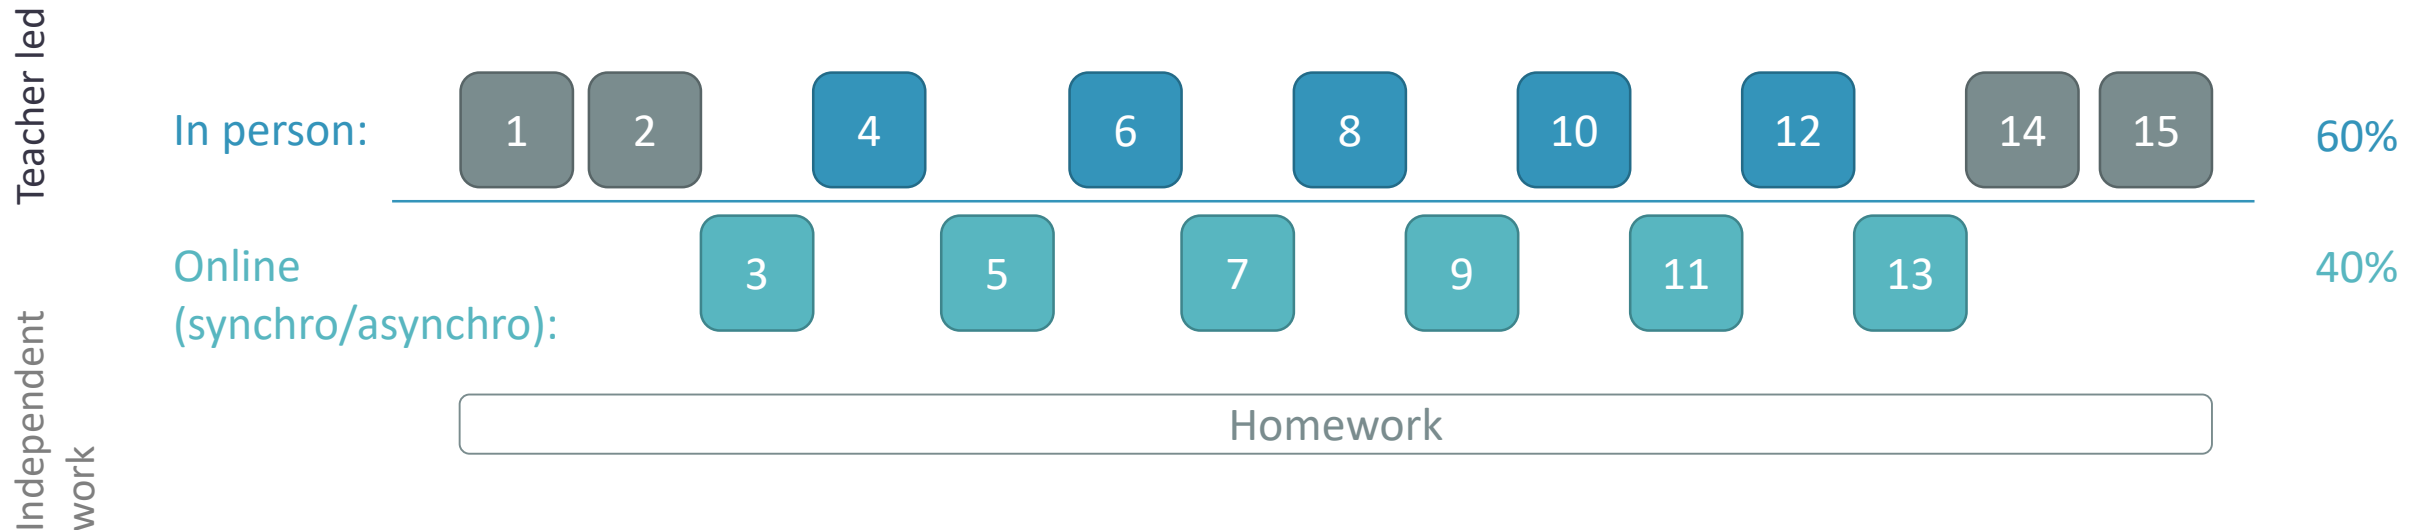 Teacher led
In person:
1 2 4 6 8 10 12 14 15
60%
Online
(synchro/asynchro):
3 5 7 9 11 13
40%
Independent
work
Homework